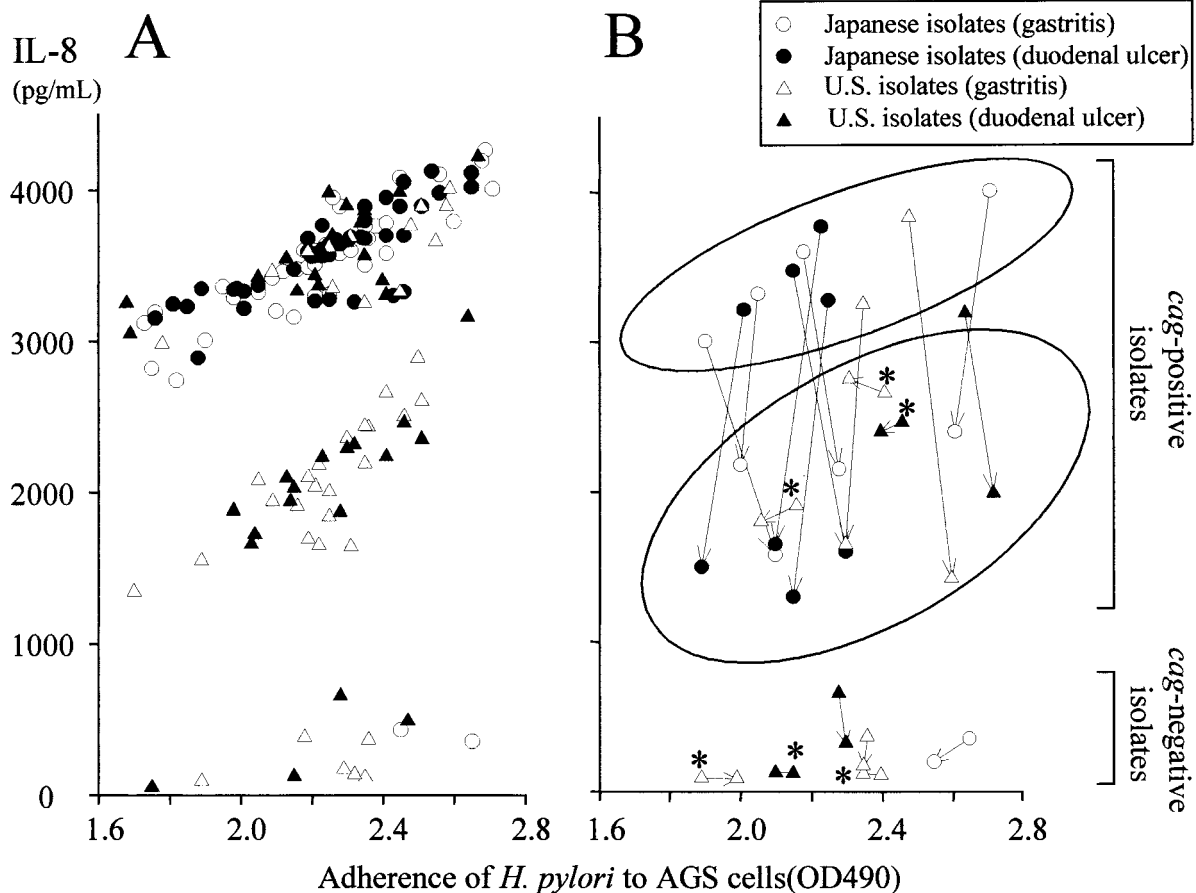 A
B
IL-8
(pg/mL)
Japanese isolates (gastritis)
Japanese isolates (duodenal ulcer)
U.S. isolates (gastritis)
U.S. isolates (duodenal ulcer)
4000
3000
2000
1000
0
1.6
2.0
2.4
2.8
1.6
2.0
2.4
2.8
*
*
*
*
*
*
cag-positive
isolates
cag-negative
isolates
Adherence of H. pylori to AGS cells(OD490)